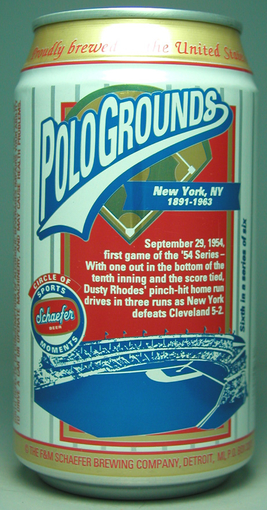 Proudly brewed in the United States
POLO GROUNDS
New York, NY
1891-1963
September 29, 1954,
first game of the '54 Series –
With one out in the bottom of the
tenth inning and the score tied,
Dusty Rhodes' pinch-hit home run
drives in three runs as New York
defeats Cleveland 5-2.
CIRCLE OF
SPORTS
Schaefer
BEER
MOMENTS
Sixth in a series of six
THE F&M SCHAEFER BREWING COMPANY, DETROIT, MI,